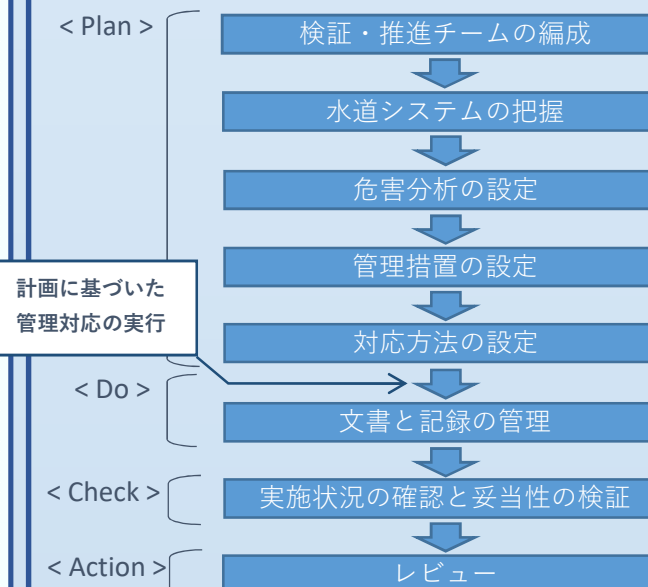 < Plan >
検証・推進チームの編成
水道システムの把握
危害分析の設定
管理措置の設定
計画に基づいた
管理対応の実行
対応方法の設定
< Do >
文書と記録の管理
< Check >
実施状況の確認と妥当性の検証
< Action >
レビュー